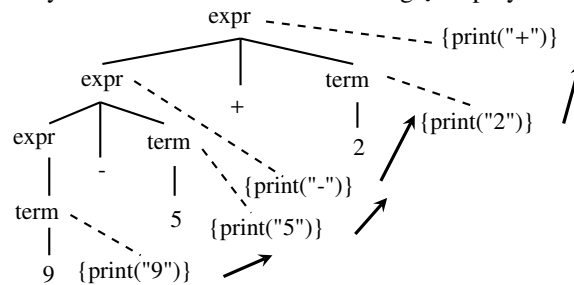 expr
{print("+")}
expr
+
term
{print("2")}
expr
-
term
2
{print("-")}
term
5
{print("5")}
9
{print("9")}